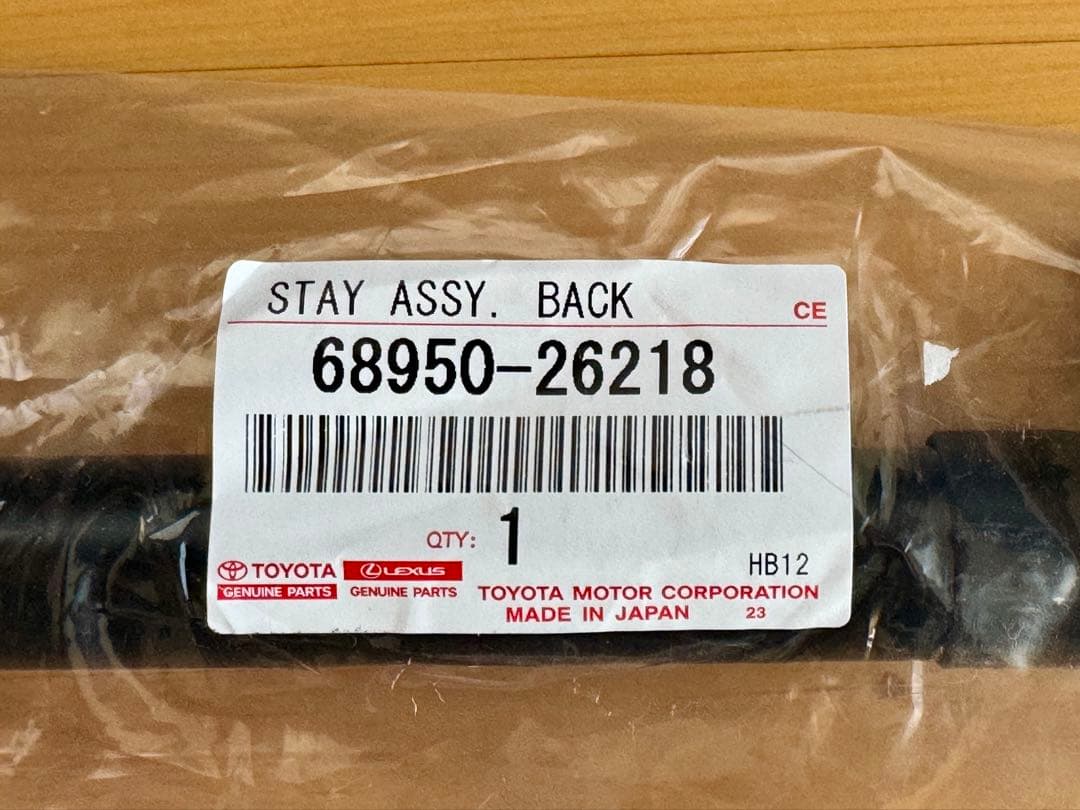 STAY ASSY. BACK
CE
68950-26218
QTY: 1
HB12
TOYOTA LEXUS
GENUINE PARTS GENUINE PARTS
TOYOTA MOTOR CORPORATION
MADE IN JAPAN 23